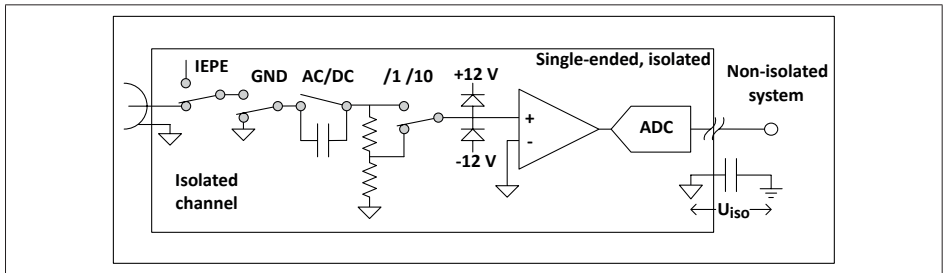 IEPE
GND
AC/DC
/1 /10
+12 V
-12 V
Single-ended, isolated
+
-
ADC
Non-isolated
system
Isolated
channel
Uiso